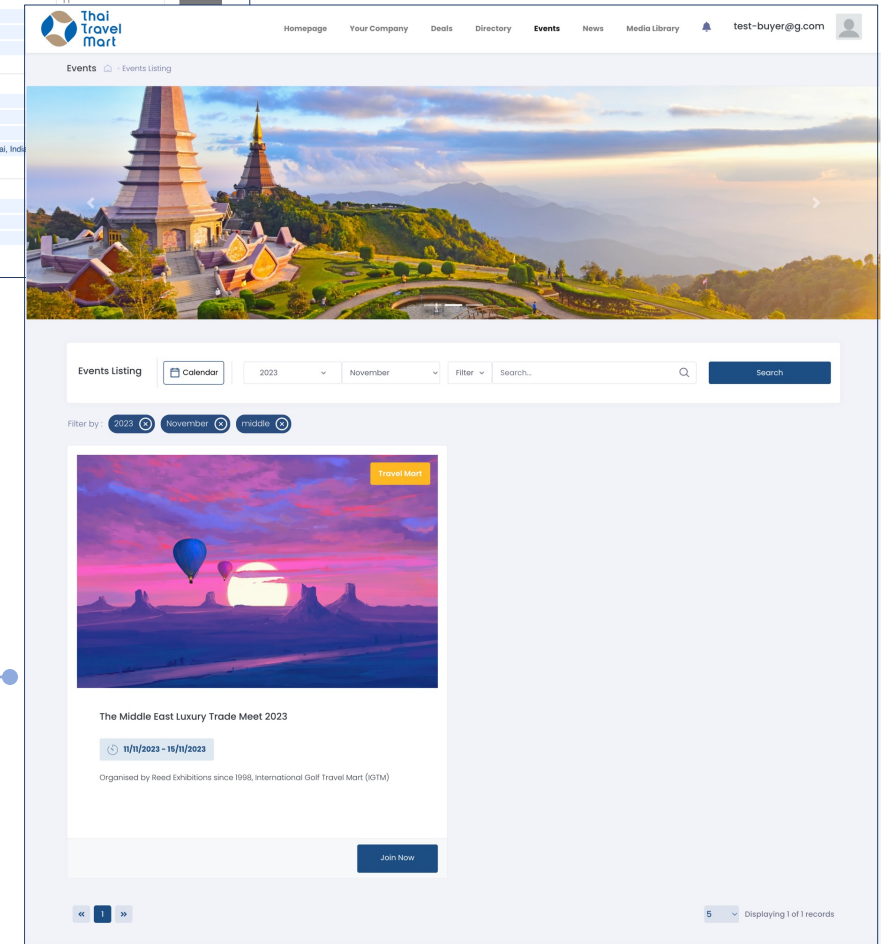 Thai
Travel
Mart
Homepage Your Company Deals Directory Events News Media Library test-buyer@g.com
Events - Events Listing
ai, India
Events Listing Calendar 2023 November Filter Search... Search
Filter by : 2023 November middle
Travel Mart
The Middle East Luxury Trade Meet 2023
11/11/2023 - 15/11/2023
Organised by Reed Exhibitions since 1998, International Golf Travel Mart (IGTM)
Join Now
« 1 » 5 Displaying 1 of 1 records